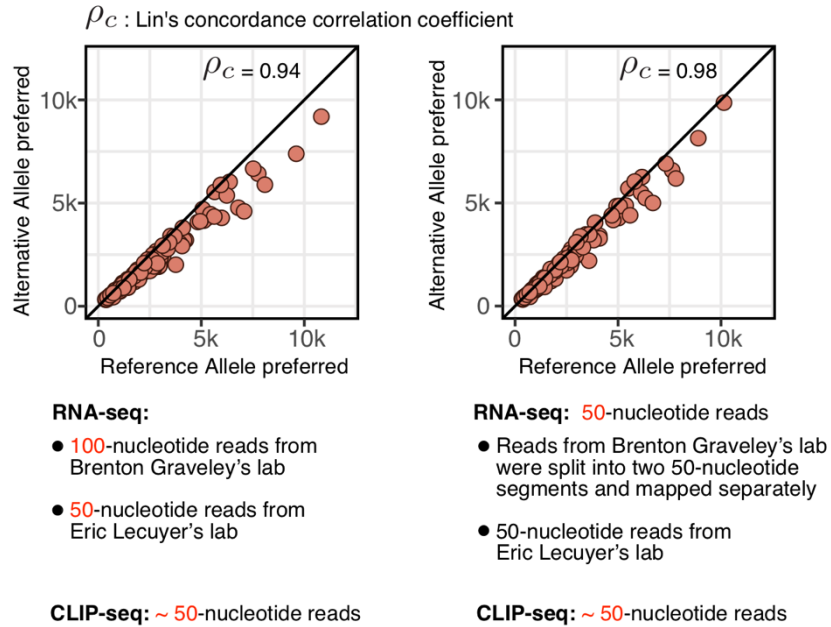 ρc : Lin's concordance correlation coefficient
ρc = 0.94
Alternative Allele preferred
10k
5k
0
0
5k
10k
Reference Allele preferred
ρc = 0.98
Alternative Allele preferred
10k
5k
0
0
5k
10k
Reference Allele preferred
RNA-seq:
● 100-nucleotide reads from
Brenton Graveley's lab
● 50-nucleotide reads from
Eric Lecuyer's lab
CLIP-seq: ~ 50-nucleotide reads
RNA-seq: 50-nucleotide reads
● Reads from Brenton Graveley's lab
were split into two 50-nucleotide
segments and mapped separately
● 50-nucleotide reads from
Eric Lecuyer's lab
CLIP-seq: ~ 50-nucleotide reads